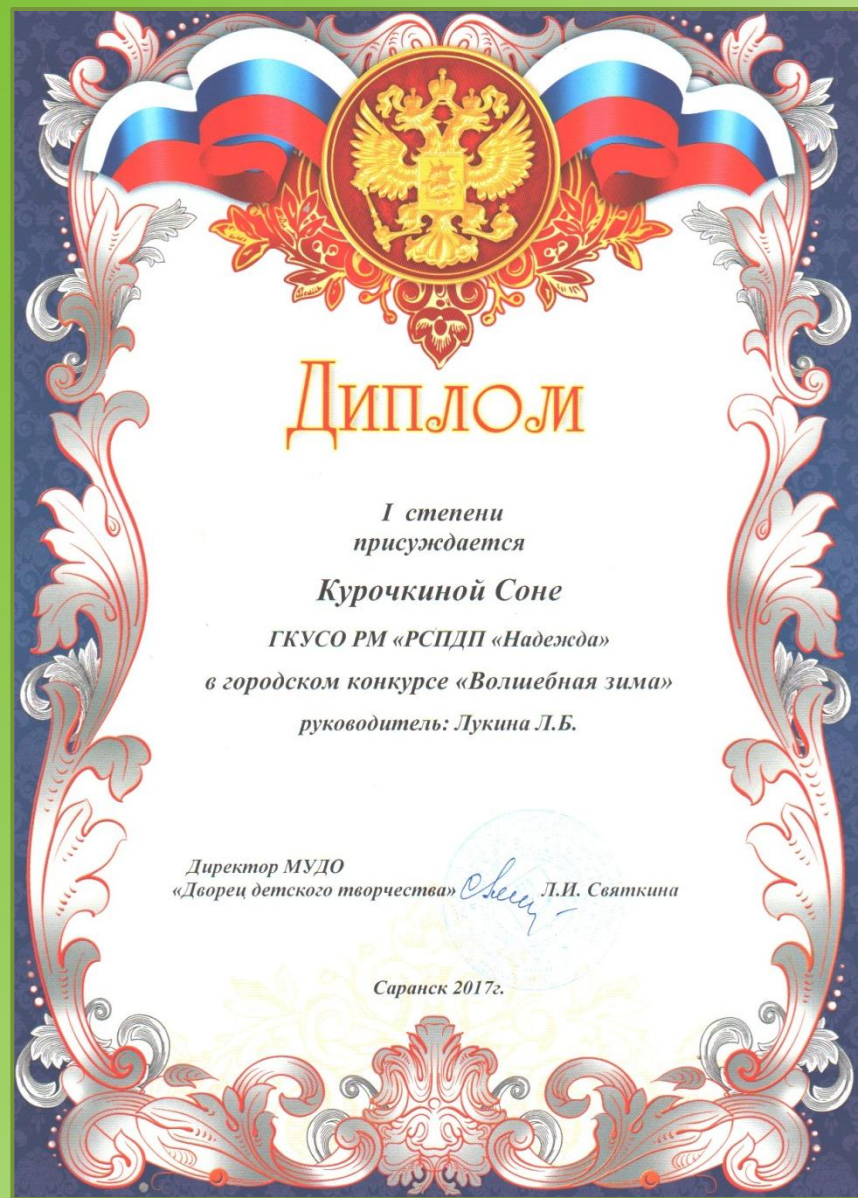 Диплом
I степени
присуждается
Курочкиной Соне
ГКУСО РМ «РСПДП «Надежда»
в городском конкурсе «Волшебная зима»
руководитель: Лукина Л.Б.
Директор МУДО
«Дворец детского творчества» Л.И. Святкина
Саранск 2017г.